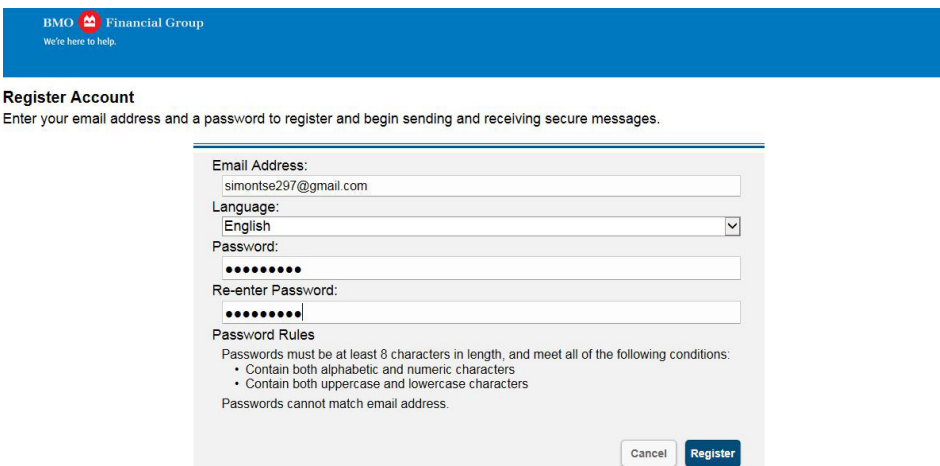 BMO Financial Group
We're here to help.
Register Account
Enter your email address and a password to register and begin sending and receiving secure messages.
Email Address:
simontse297@gmail.com
Language:
English
Password:
●●●●●●●●●
Re-enter Password:
●●●●●●●●●
Password Rules
Passwords must be at least 8 characters in length, and meet all of the following conditions:
• Contain both alphabetic and numeric characters
• Contain both uppercase and lowercase characters
Passwords cannot match email address.
Cancel Register